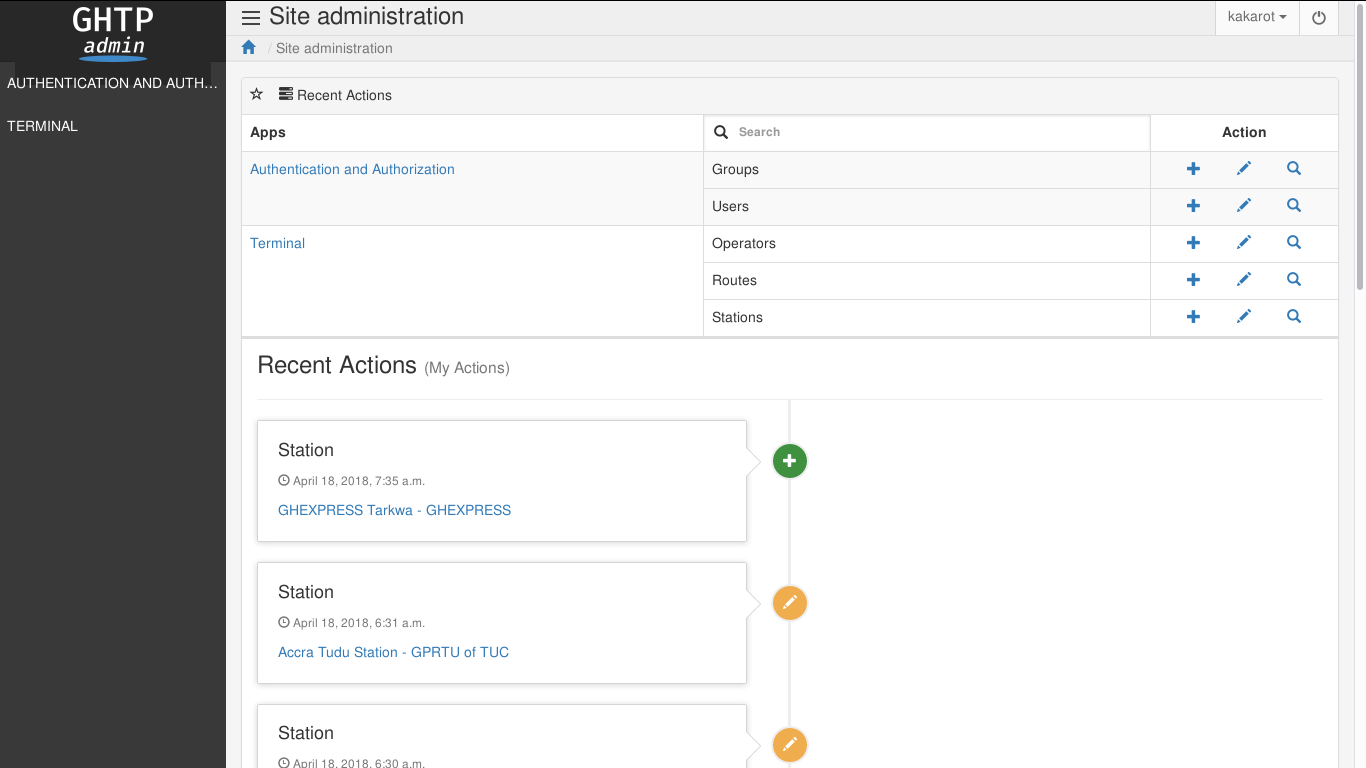 GHTP
admin
Site administration
kakarot
/ Site administration
AUTHENTICATION AND AUTH...
TERMINAL
Recent Actions
Apps
Search
Action
Authentication and Authorization
Groups
Users
Terminal
Operators
Routes
Stations
Recent Actions (My Actions)
Station
April 18, 2018, 7:35 a.m.
GHEXPRESS Tarkwa - GHEXPRESS
Station
April 18, 2018, 6:31 a.m.
Accra Tudu Station - GPRTU of TUC
Station
April 18, 2018, 6:30 a.m.